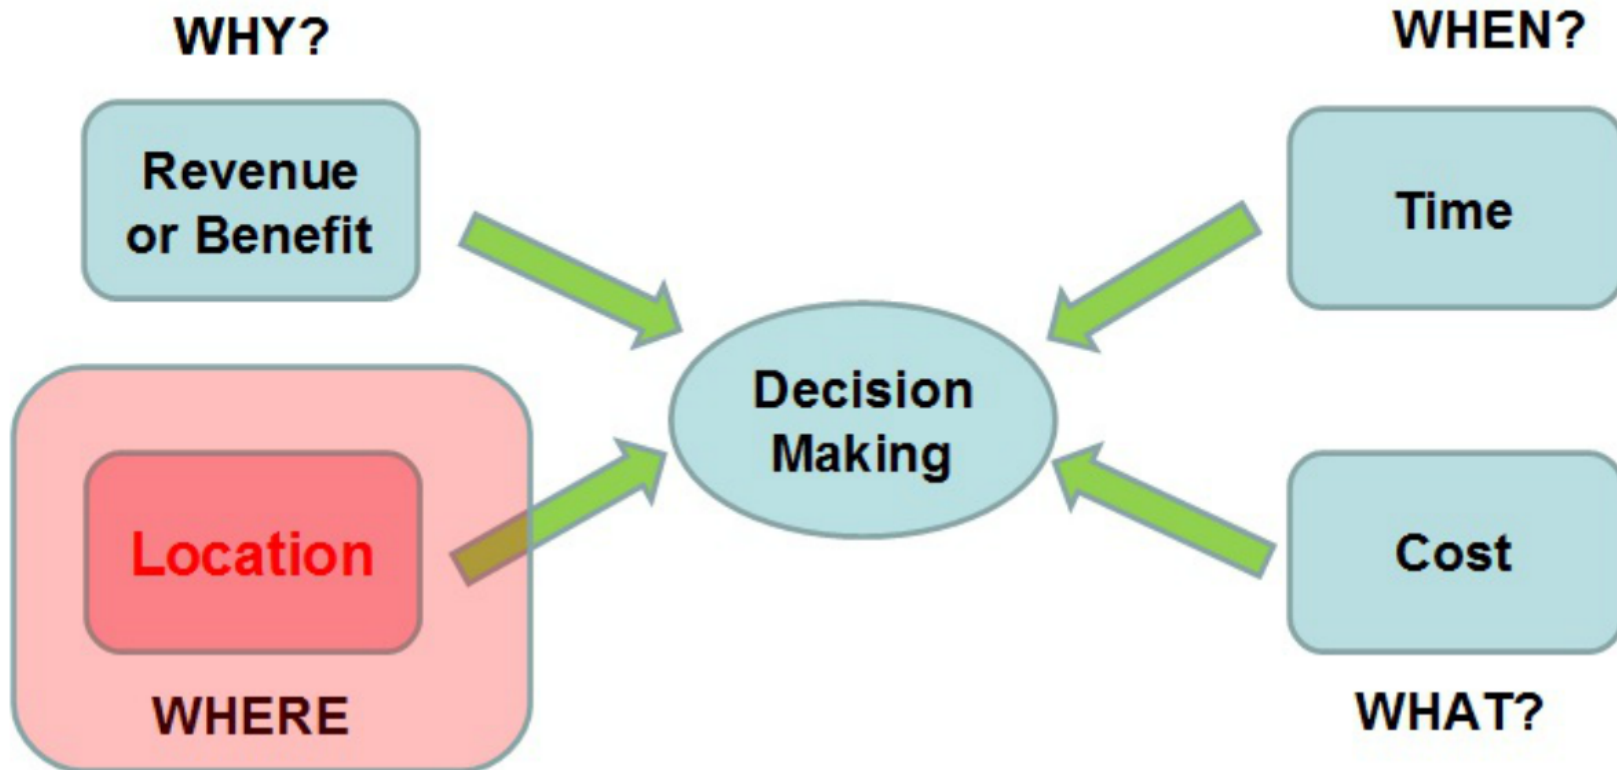 WHY?
WHEN?
Revenue
or Benefit
Time
Decision
Making
Location
Cost
WHERE
WHAT?